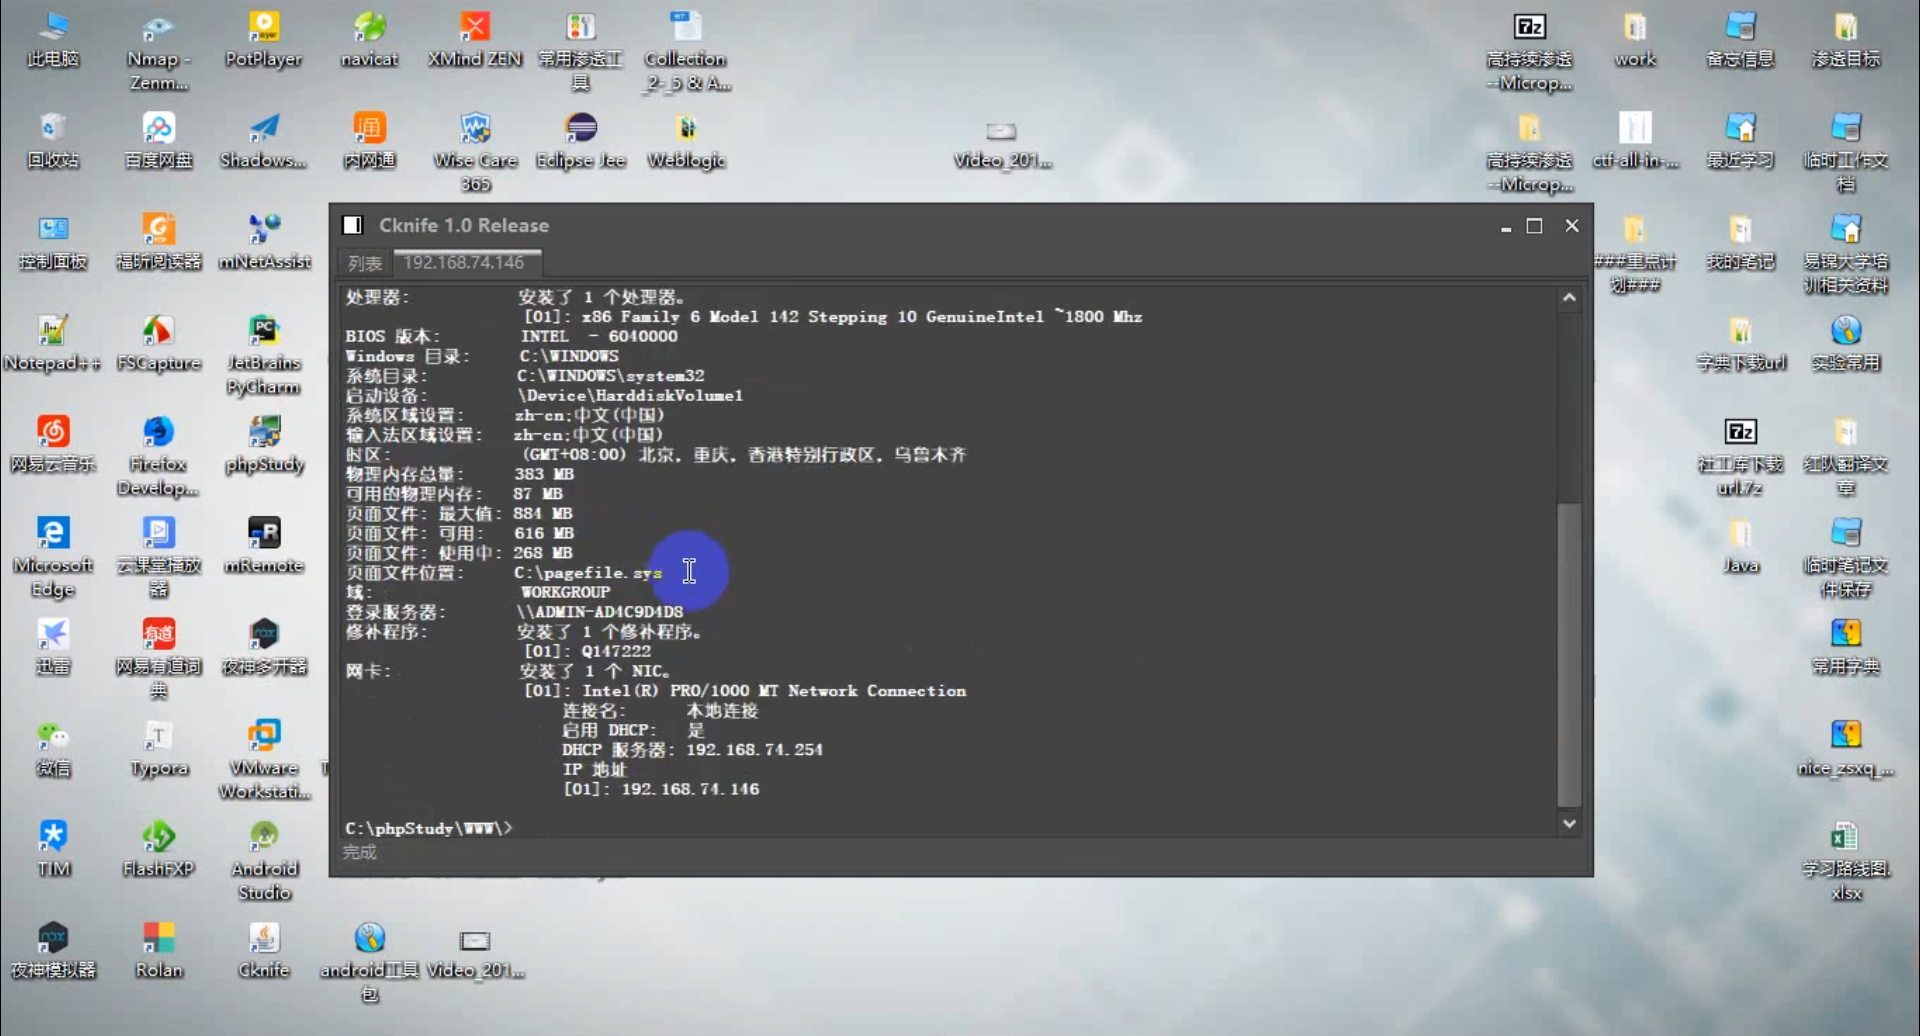 此电脑
Nmap -
Zenm...
PotPlayer
navicat
XMind ZEN
常用渗透工
具
Collection
_2-_5 & A...
高持续渗透
--Microp...
work
备忘信息
渗透目标
回收站
百度网盘
Shadows...
内网通
Wise Care
365
Eclipse Jee
Weblogic
Video_201...
高持续渗透
--Microp...
ctf-all-in-...
最近学习
临时工作文
档
控制面板
福昕阅读器
mNetAssist
###重点计
划###
我的笔记
易锦大学培
训相关资料
Notepad++
FSCapture
JetBrains
PyCharm
字典下载url
实验常用
网易云音乐
Firefox
Develop...
phpStudy
社工库下载
url.7z
红队翻译文
章
Microsoft
Edge
云课堂播放
器
mRemote
Java
临时笔记文
件保存
迅雷
网易有道词
典
夜神多开器
常用字典
微信
Typora
VMware
Workstati...
nice_zsxq_...
TIM
FlashFXP
Android
Studio
学习路线图.
xlsx
夜神模拟器
Rolan
Cknife
android工具
包
Video_201...
Cknife 1.0 Release
列表 192.168.74.146
处理器: 安装了 1 个处理器。
[01]: x86 Family 6 Model 142 Stepping 10 GenuineIntel ~1800 Mhz
BIOS 版本: INTEL - 6040000
Windows 目录: C:\WINDOWS
系统目录: C:\WINDOWS\system32
启动设备: \Device\HarddiskVolume1
系统区域设置: zh-cn;中文(中国)
输入法区域设置: zh-cn;中文(中国)
时区: (GMT+08:00) 北京, 重庆, 香港特别行政区, 乌鲁木齐
物理内存总量: 383 MB
可用的物理内存: 87 MB
页面文件: 最大值: 884 MB
页面文件: 可用: 616 MB
页面文件: 使用中: 268 MB
页面文件位置: C:\pagefile.sys
域: WORKGROUP
登录服务器: \\ADMIN-AD4C9D4D8
修补程序: 安装了 1 个修补程序。
[01]: Q147222
网卡: 安装了 1 个 NIC。
[01]: Intel(R) PRO/1000 MT Network Connection
连接名: 本地连接
启用 DHCP: 是
DHCP 服务器: 192.168.74.254
IP 地址
[01]: 192.168.74.146
C:\phpStudy\WWW\>
完成